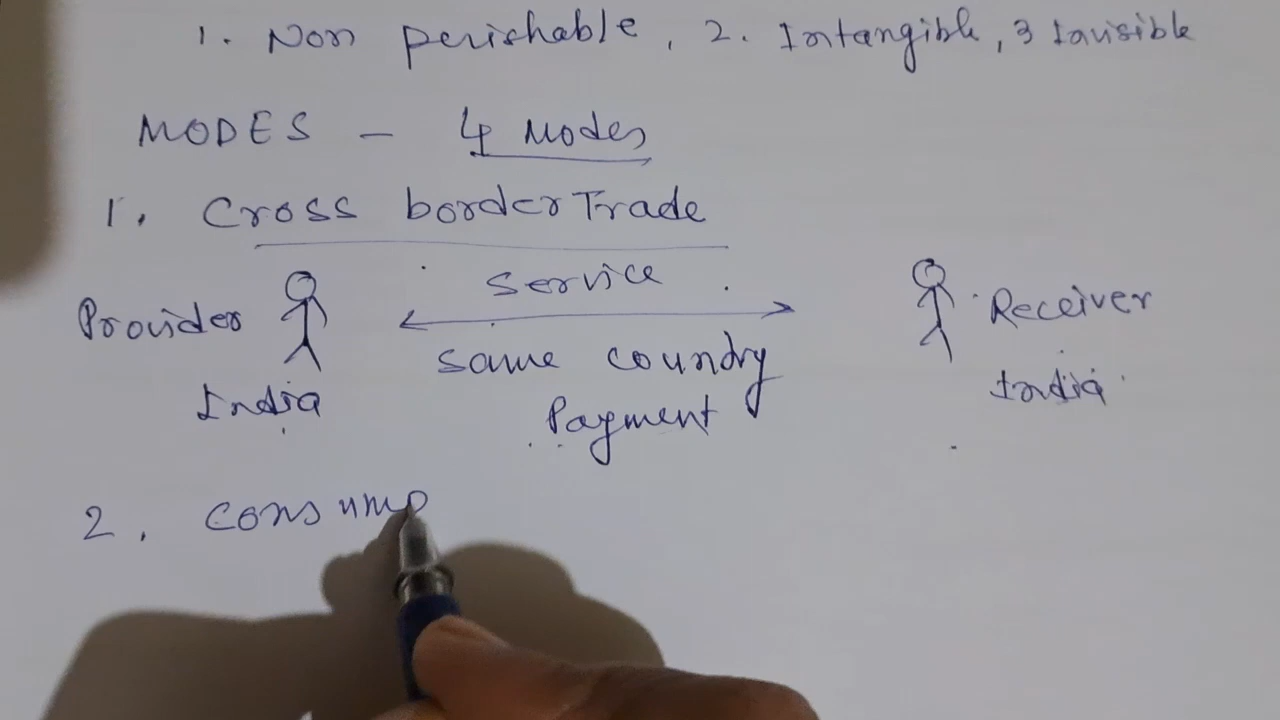 1. Non perishable, 2. Intangible, 3 Invisible
MODES - 4 Modes
1. Cross border Trade
Service
Provider
Receiver
same country
India
India
Payment
2. Consump